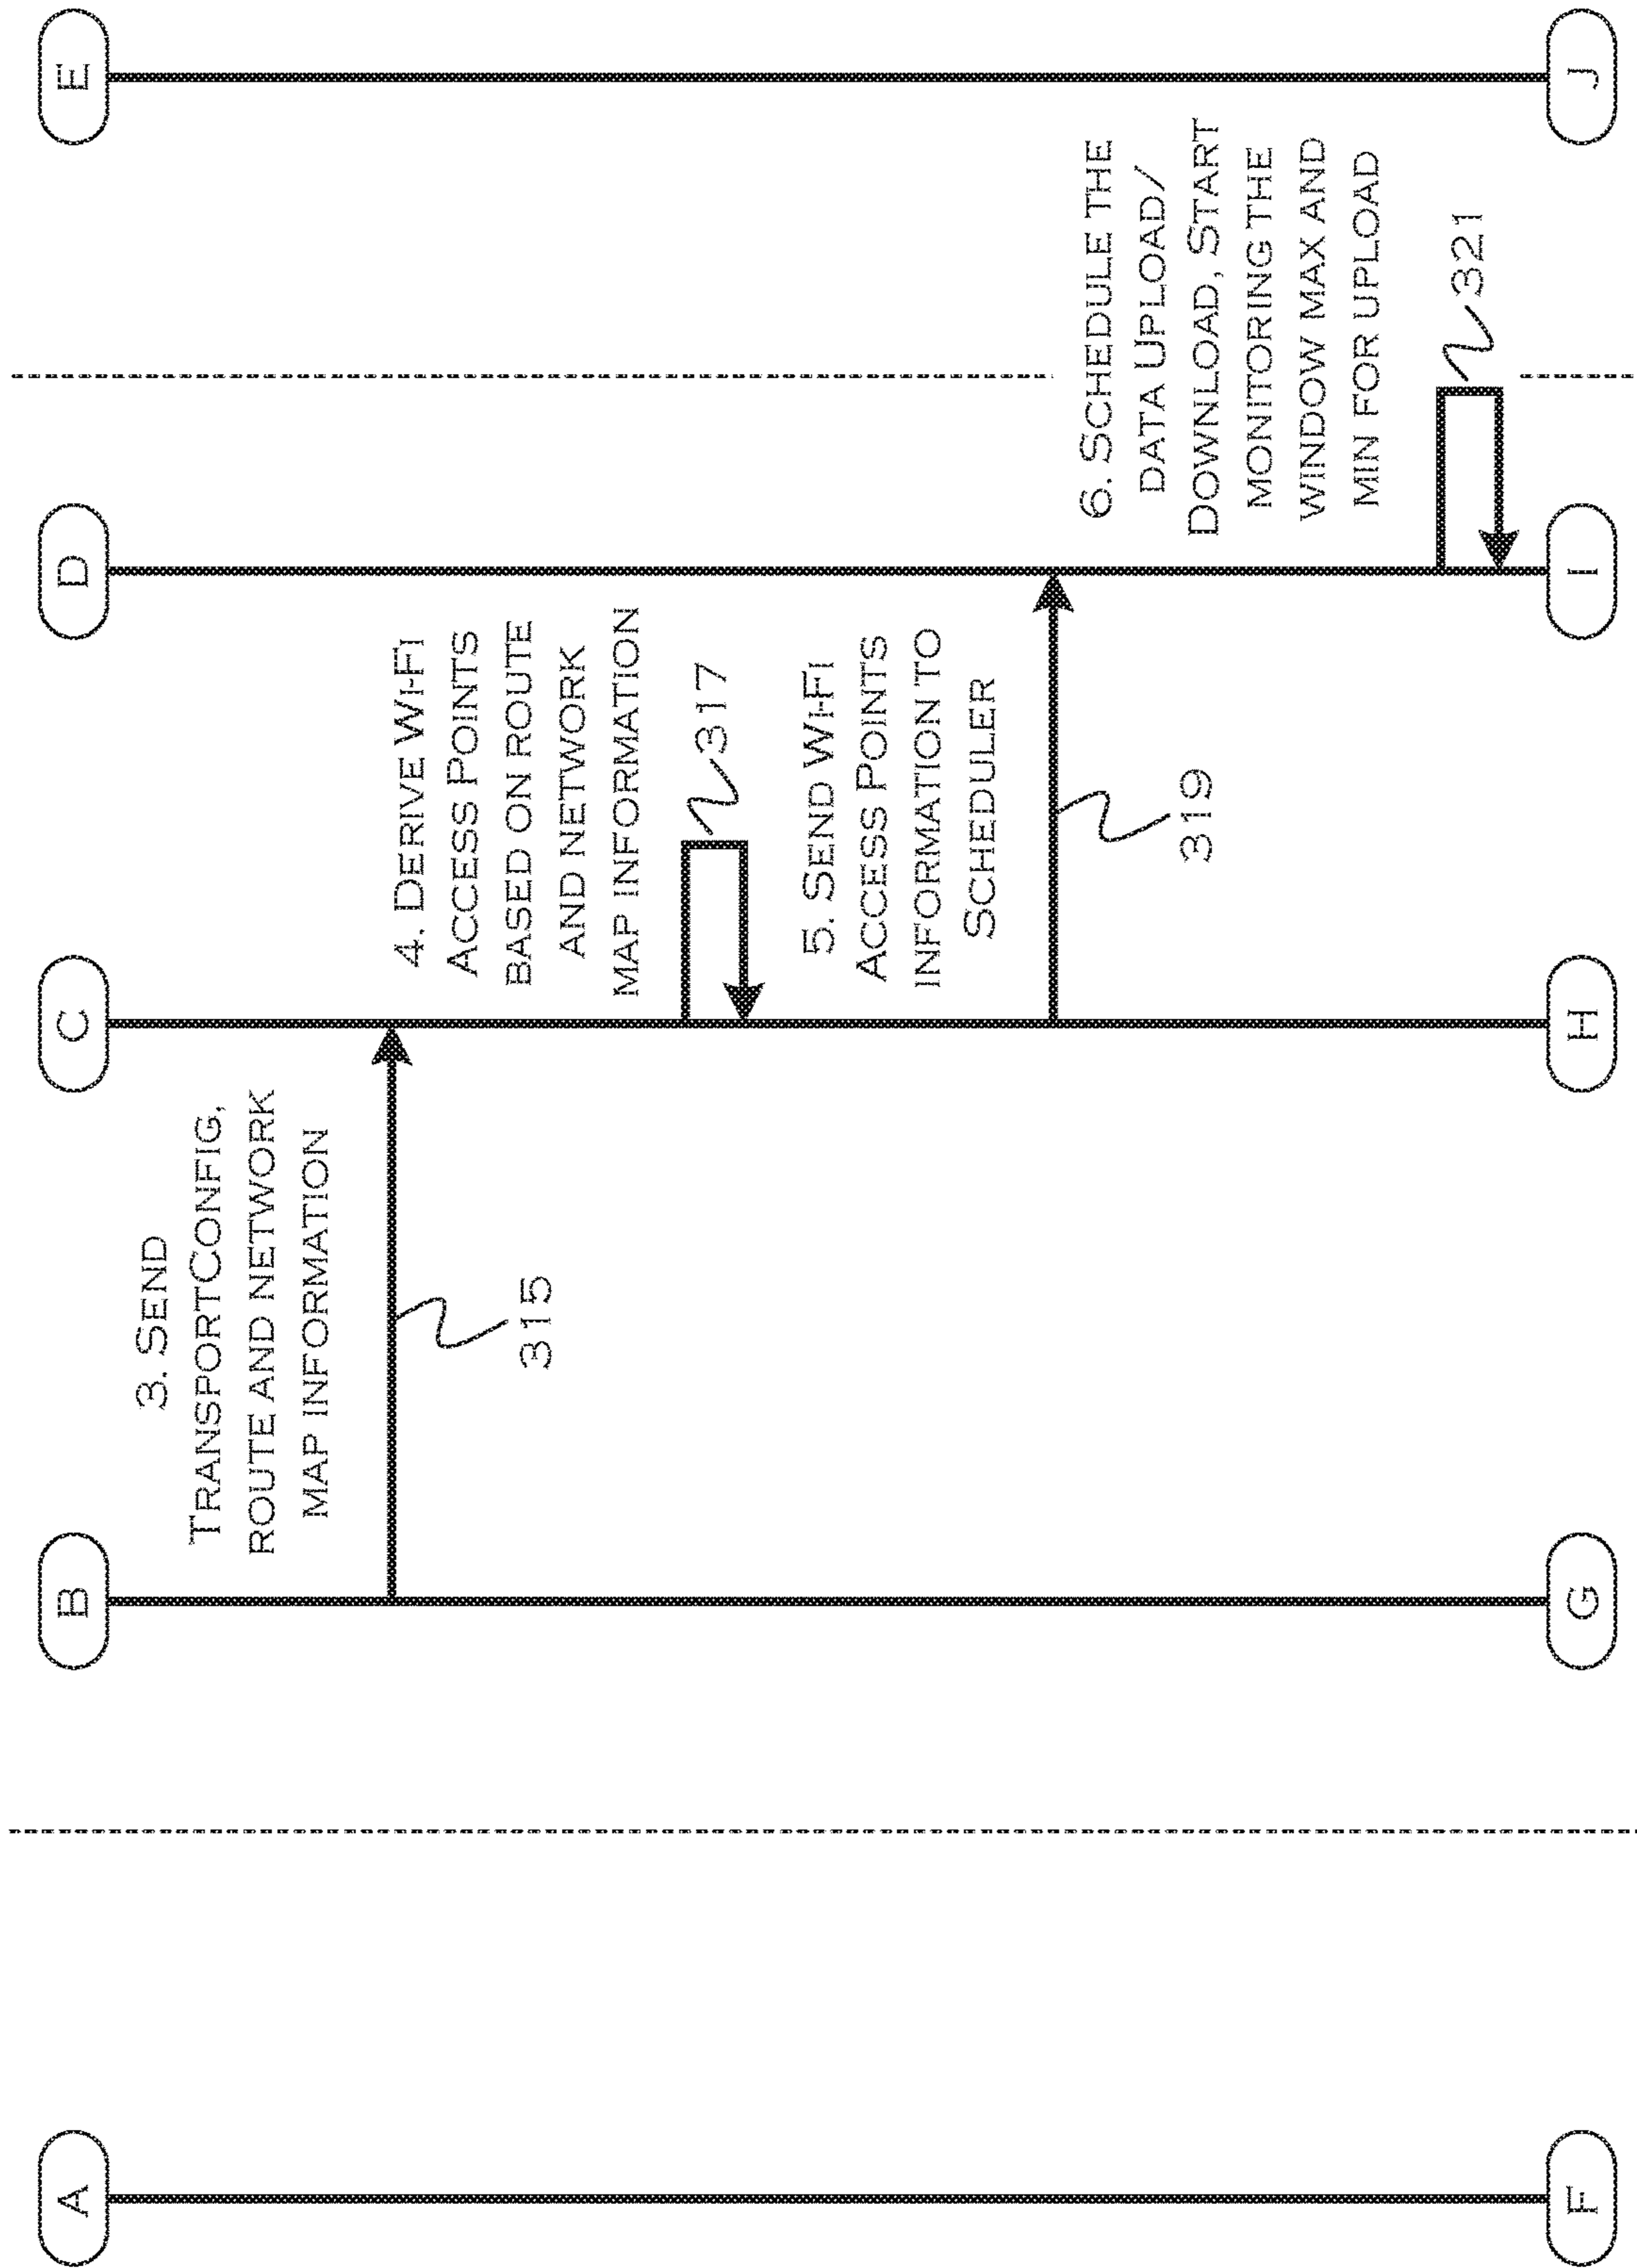 A
B
C
D
E
3. SEND
TRANSPORTCONFIG,
ROUTE AND NETWORK
MAP INFORMATION
315
4. DERIVE WI-FI
ACCESS POINTS
BASED ON ROUTE
AND NETWORK
MAP INFORMATION
317
5. SEND WI-FI
ACCESS POINTS
INFORMATION TO
SCHEDULER
319
6. SCHEDULE THE
DATA UPLOAD/
DOWNLOAD, START
MONITORING THE
WINDOW MAX AND
MIN FOR UPLOAD
321
F
G
H
I
J